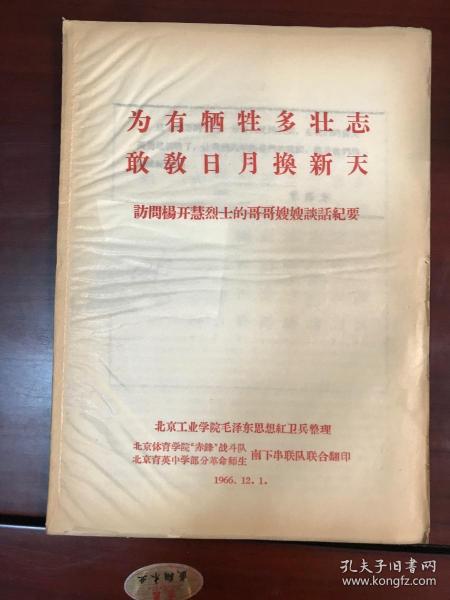 为有牺牲多壮志
敢敎日月換新天
訪問楊开慧烈士的哥哥嫂嫂談話紀要
北京工业学院毛泽东思想紅卫兵整理
北京体育学院"赤鋒"战斗队
北京育英中学部分革命师生
南下串联队联合翻印
1966.12.1.
孔夫子旧书网
www.kongfz.com